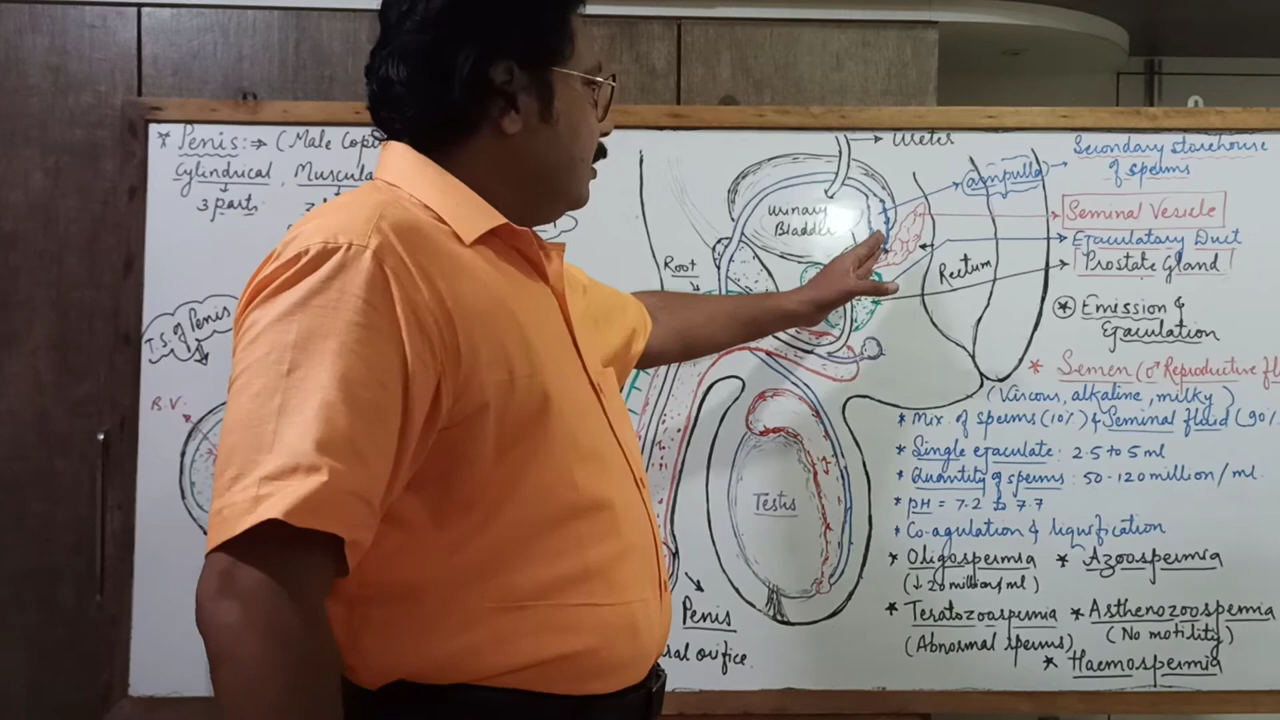 * Penis:⇒ (Male Copi
Cylindrical, Muscula
3 parts
T.S. of Penis
B.V.
Root
Urinary
Bladder
Ureter
ampulla
Secondary storehouse
of sperms
Seminal Vesicle
Ejaculatory Duct
Prostate Gland
Rectum
* Emission &
Ejaculation
* Semen (♂ Reproductive fl
(Viscous, alkaline, milky)
* Mix. of sperms (10%) & Seminal fluid (90%
* Single ejaculate: 2.5 to 5 ml
* Quantity of sperms: 50-120 million/ml.
* pH = 7.2 to 7.7
* Co-agulation & liquification
* Oligospermia * Azoospermia
(↓ 20 million/ml)
* Teratozoospermia * Asthenozoospermia
(Abnormal sperms) (No motility)
* Haemospermia
Testis
Penis
ral orifice.